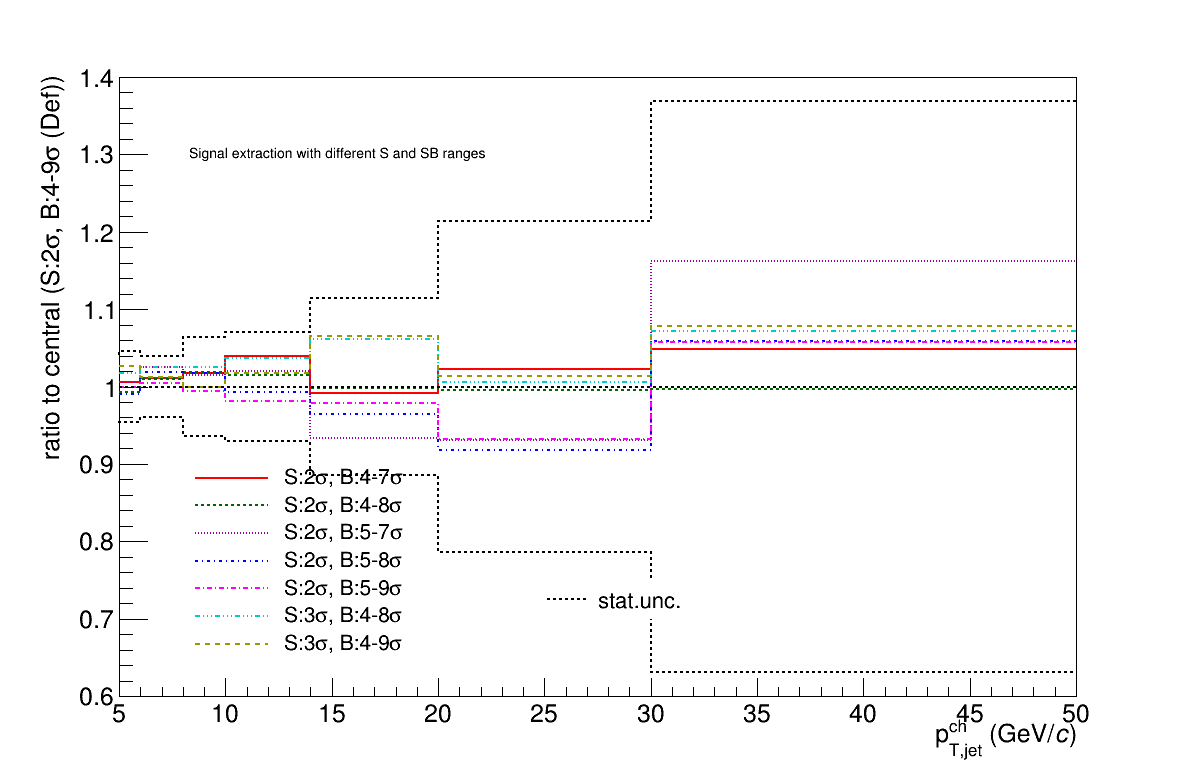 ratio to central (S:2σ, B:4-9σ (Def))
1.4
1.3
1.2
1.1
1
0.9
0.8
0.7
0.6
Signal extraction with different S and SB ranges
S:2σ, B:4-7σ
S:2σ, B:4-8σ
S:2σ, B:5-7σ
S:2σ, B:5-8σ
S:2σ, B:5-9σ
S:3σ, B:4-8σ
S:3σ, B:4-9σ
stat.unc.
5 10 15 20 25 30 35 40 45 50
p^ch_T,jet (GeV/c)